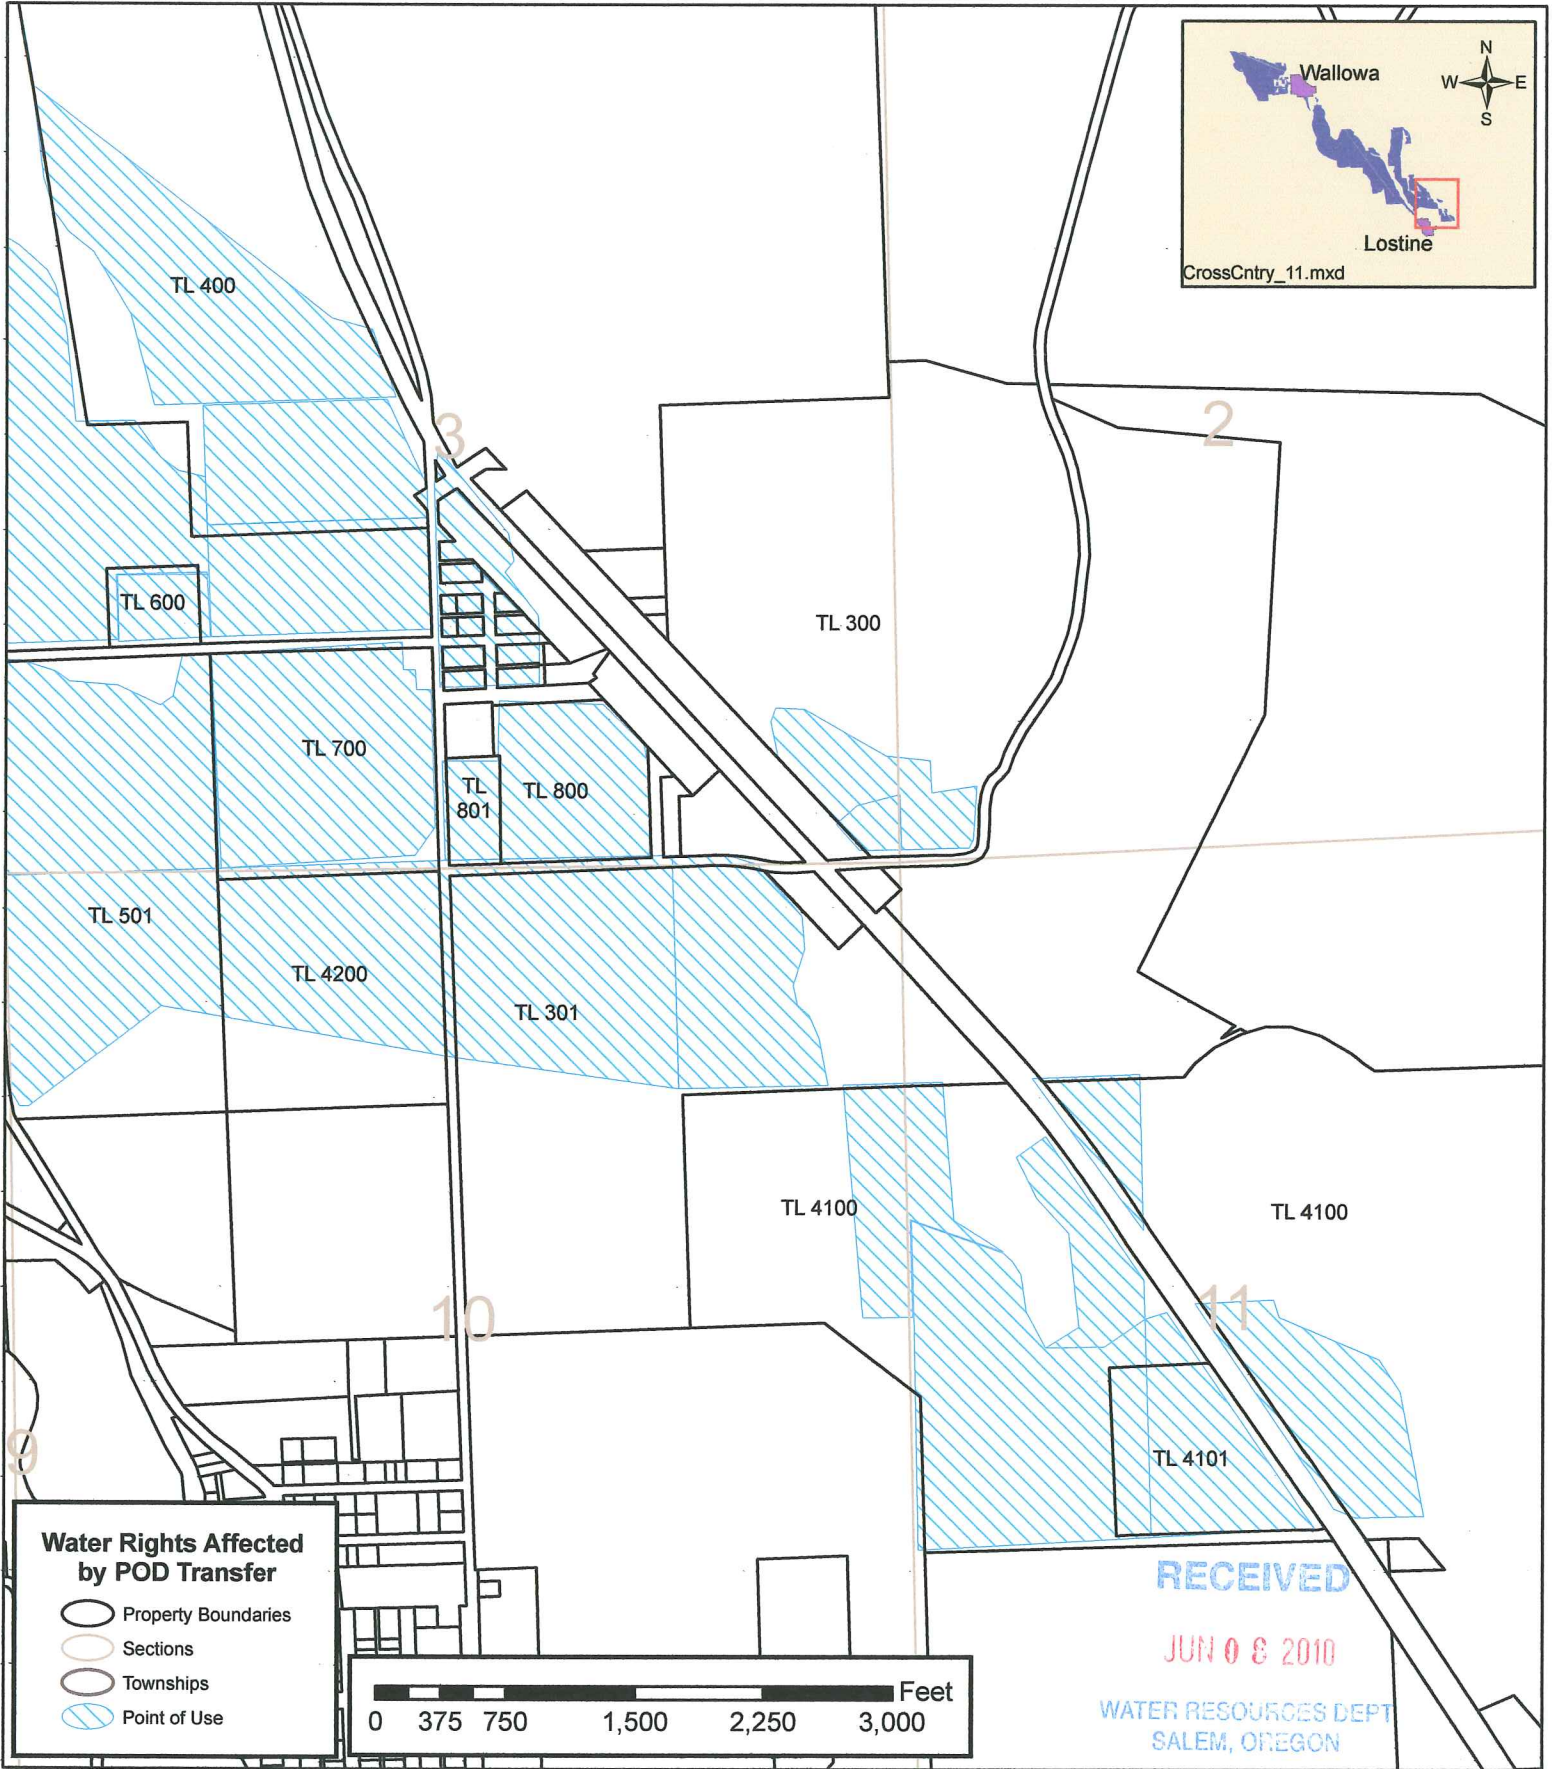 Wallowa
N
W E
S
Lostine
CrossCntry_11.mxd
TL 400
3
2
TL 600
TL 300
TL 700
TL
801
TL 800
TL 501
TL 4200
TL 301
TL 4100
TL 4100
10
11
9
TL 4101
Water Rights Affected
by POD Transfer
Property Boundaries
Sections
Townships
Point of Use
Feet
0 375 750 1,500 2,250 3,000
RECEIVED
JUN 0 8 2010
WATER RESOURCES DEPT
SALEM, OREGON